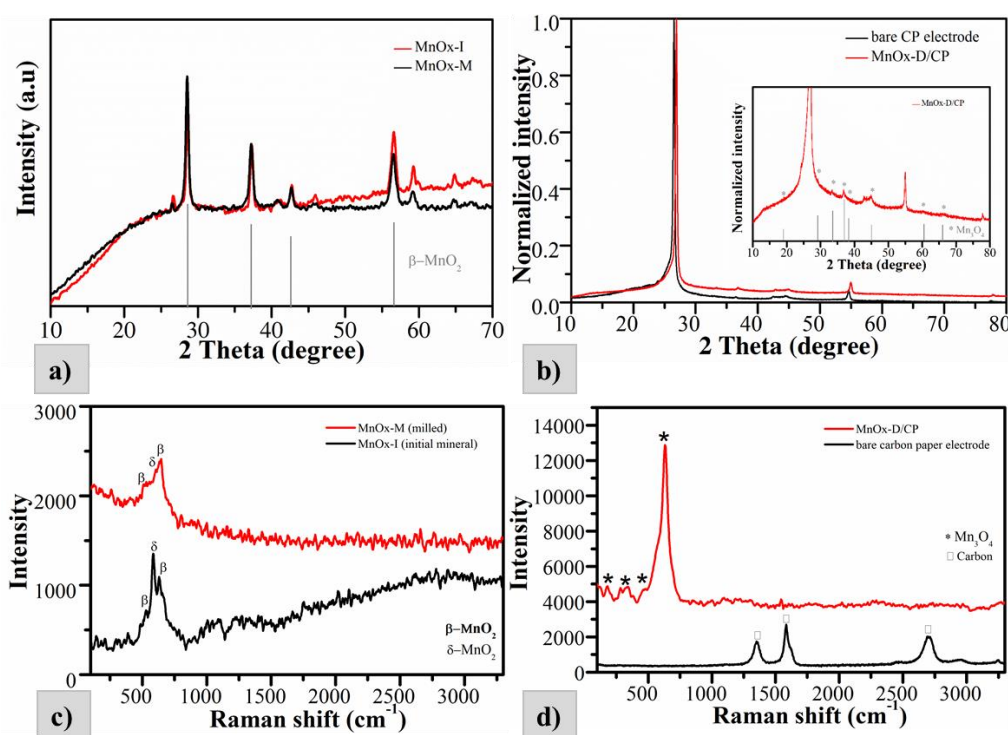 MnOx-I
MnOx-M
Intensity (a.u)
β–MnO₂
10 20 30 40 50 60 70
2 Theta (degree)
a)
1.0
0.8
0.6
0.4
0.2
0.0
Normalized intensity
bare CP electrode
MnOx-D/CP
MnOx-D/CP
Normalized intensity
* Mn₃O₄
10 20 30 40 50 60 70 80
2 Theta (degree)
10 20 30 40 50 60 70 80
2 Theta (degree)
b)
3000
2000
1000
0
Intensity
MnOx-M (milled)
MnOx-I (initial mineral)
β δ β
β δ β
β–MnO₂
δ–MnO₂
500 1000 1500 2000 2500 3000
Raman shift (cm⁻¹)
c)
14000
12000
10000
8000
6000
4000
2000
0
Intensity
MnOx-D/CP
bare carbon paper electrode
* Mn₃O₄
□ Carbon
500 1000 1500 2000 2500 3000
Raman shift (cm⁻¹)
d)